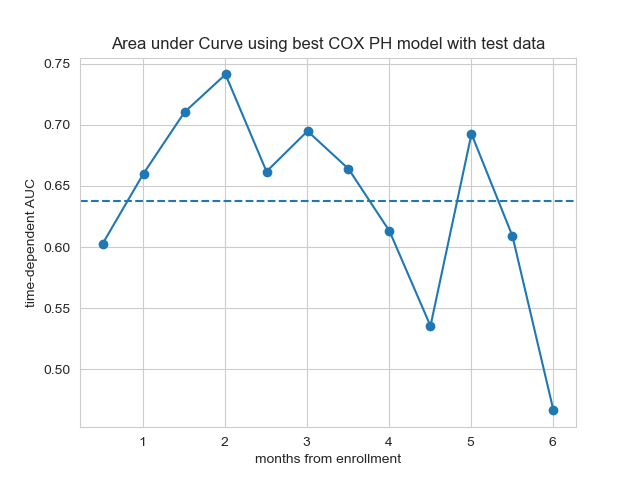 Area under Curve using best COX PH model with test data
time-dependent AUC
0.75
0.70
0.65
0.60
0.55
0.50
1 2 3 4 5 6
months from enrollment